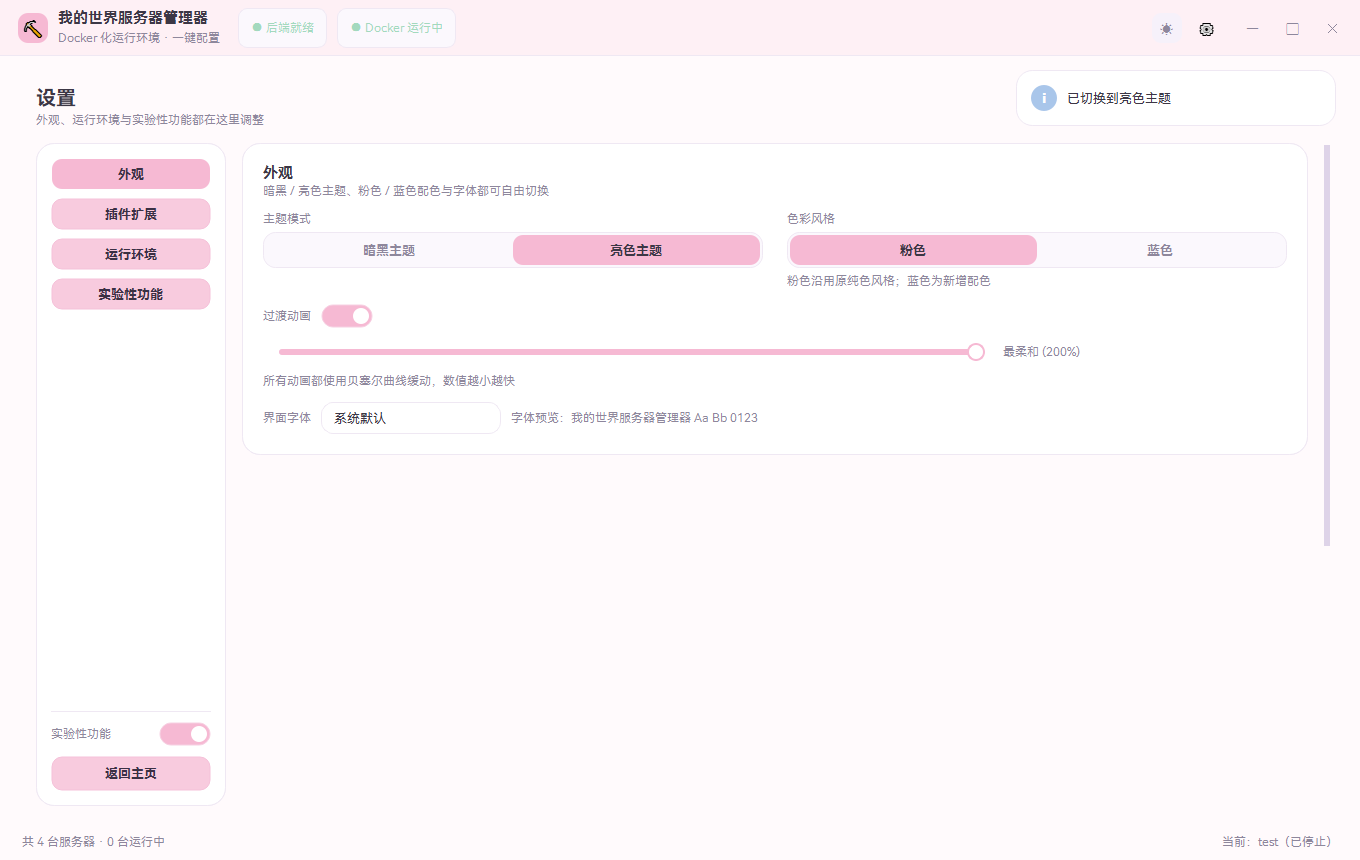 我的世界服务器管理器
Docker 化运行环境 · 一键配置
后端就绪
Docker 运行中
设置
外观、运行环境与实验性功能都在这里调整
已切换到亮色主题
外观
插件扩展
运行环境
实验性功能
外观
暗黑 / 亮色主题、粉色 / 蓝色配色与字体都可自由切换
主题模式
色彩风格
暗黑主题
亮色主题
粉色
蓝色
粉色沿用原纯色风格；蓝色为新增配色
过渡动画
最柔和 (200%)
所有动画都使用贝塞尔曲线缓动，数值越小越快
界面字体
系统默认
字体预览：我的世界服务器管理器 Aa Bb 0123
实验性功能
返回主页
共 4 台服务器 · 0 台运行中
当前：test（已停止）